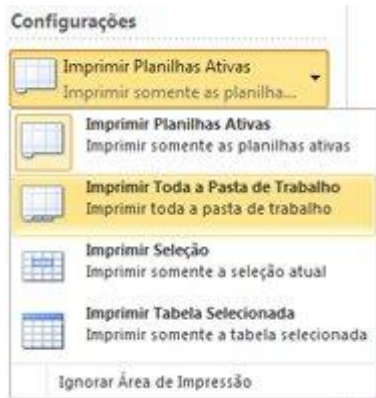 Configurações
Imprimir Planilhas Ativas
Imprimir somente as planilha...
Imprimir Planilhas Ativas
Imprimir somente as planilhas ativas
Imprimir Toda a Pasta de Trabalho
Imprimir toda a pasta de trabalho
Imprimir Seleção
Imprimir somente a seleção atual
Imprimir Tabela Selecionada
Imprimir somente a tabela selecionada
Ignorar Área de Impressão